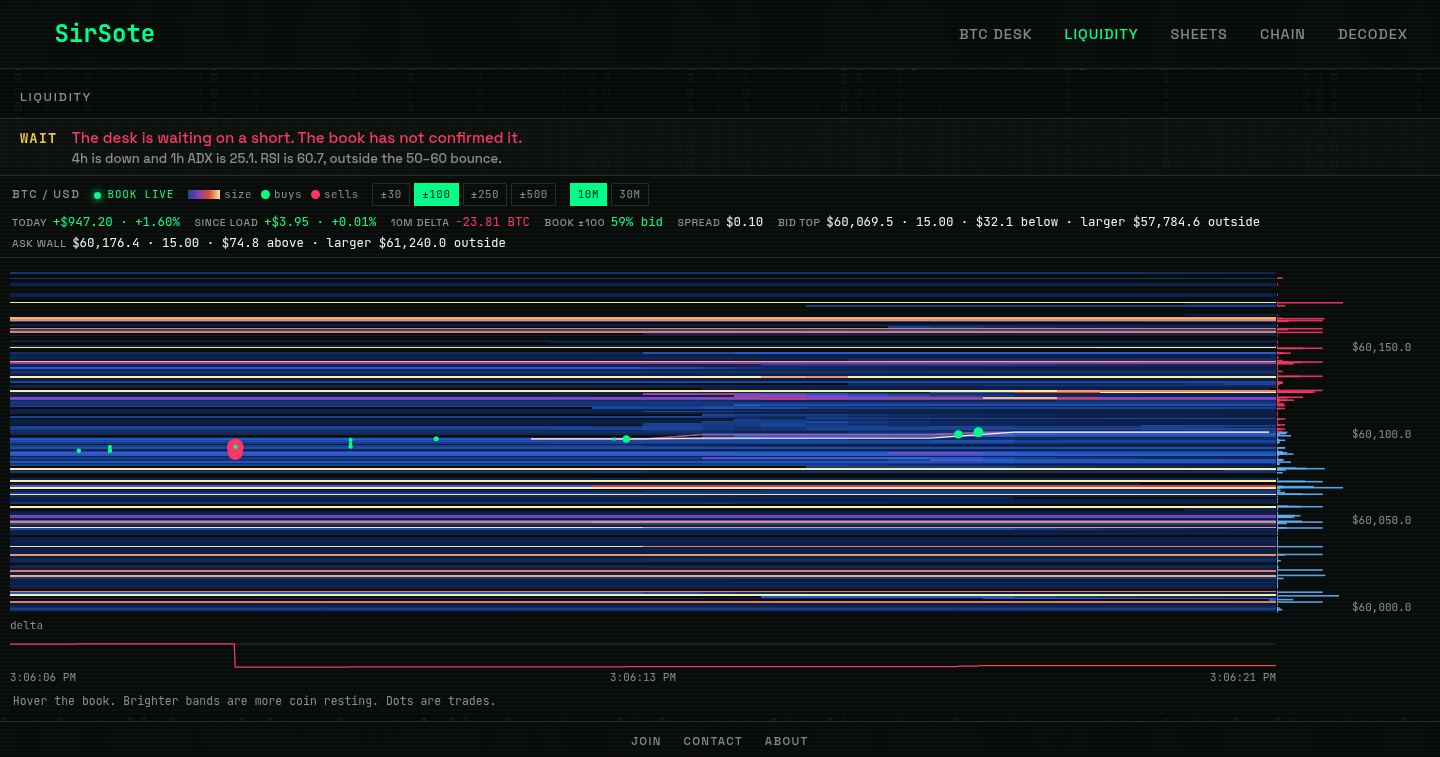 SirSote
BTC DESK LIQUIDITY SHEETS CHAIN DECODEX
LIQUIDITY
WAIT The desk is waiting on a short. The book has not confirmed it.
4h is down and 1h ADX is 25.1. RSI is 60.7, outside the 50–60 bounce.
BTC / USD BOOK LIVE size buys sells ±30 ±100 ±250 ±500 10M 30M
TODAY +$947.20 · +1.60% SINCE LOAD +$3.95 · +0.01% 10M DELTA -23.81 BTC BOOK ±100 59% bid SPREAD $0.10 BID TOP $60,069.5 · 15.00 · $32.1 below · larger $57,784.6 outside
ASK WALL $60,176.4 · 15.00 · $74.8 above · larger $61,240.0 outside
$60,150.0
$60,100.0
$60,050.0
$60,000.0
delta
3:06:06 PM 3:06:13 PM 3:06:21 PM
Hover the book. Brighter bands are more coin resting. Dots are trades.
JOIN CONTACT ABOUT